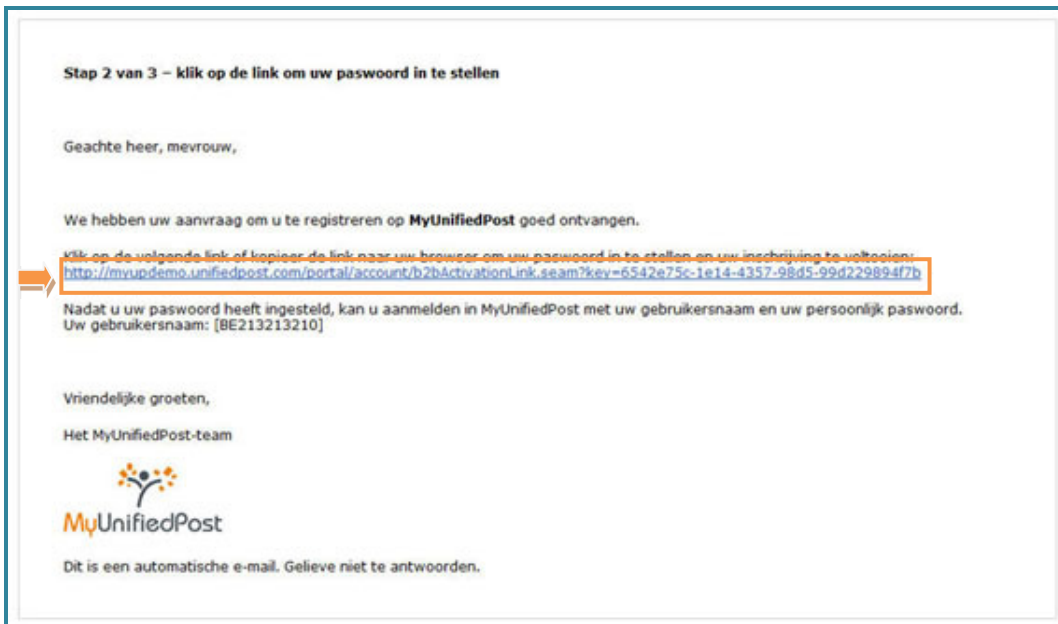 Stap 2 van 3 – klik op de link om uw paswoord in te stellen
Geachte heer, mevrouw,
We hebben uw aanvraag om u te registreren op MyUnifiedPost goed ontvangen.
Klik op de volgende link of kopieer de link naar uw browser om uw paswoord in te stellen en uw inschrijving te voltooien:
http://myupdemo.unifiedpost.com/portal/account/b2bActivationLink.seam?key=6542e75c-1e14-4357-98d5-99d229894f7b
Nadat u uw paswoord heeft ingesteld, kan u aanmelden in MyUnifiedPost met uw gebruikersnaam en uw persoonlijk paswoord.
Uw gebruikersnaam: [BE213213210]
Vriendelijke groeten,
Het MyUnifiedPost-team
MyUnifiedPost
Dit is een automatische e-mail. Gelieve niet te antwoorden.